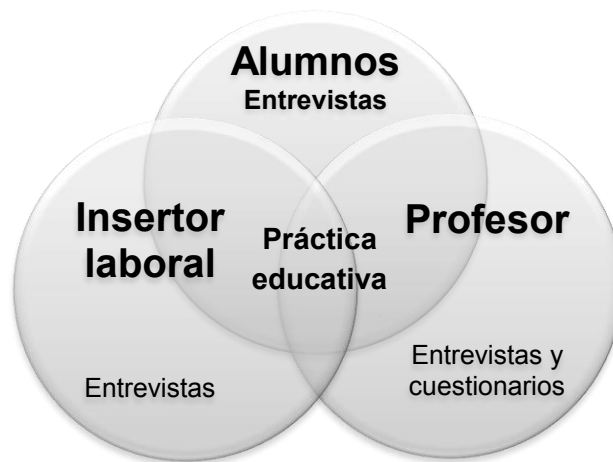 Alumnos
Entrevistas
Insertor
laboral
Práctica
educativa
Profesor
Entrevistas
Entrevistas y
cuestionarios